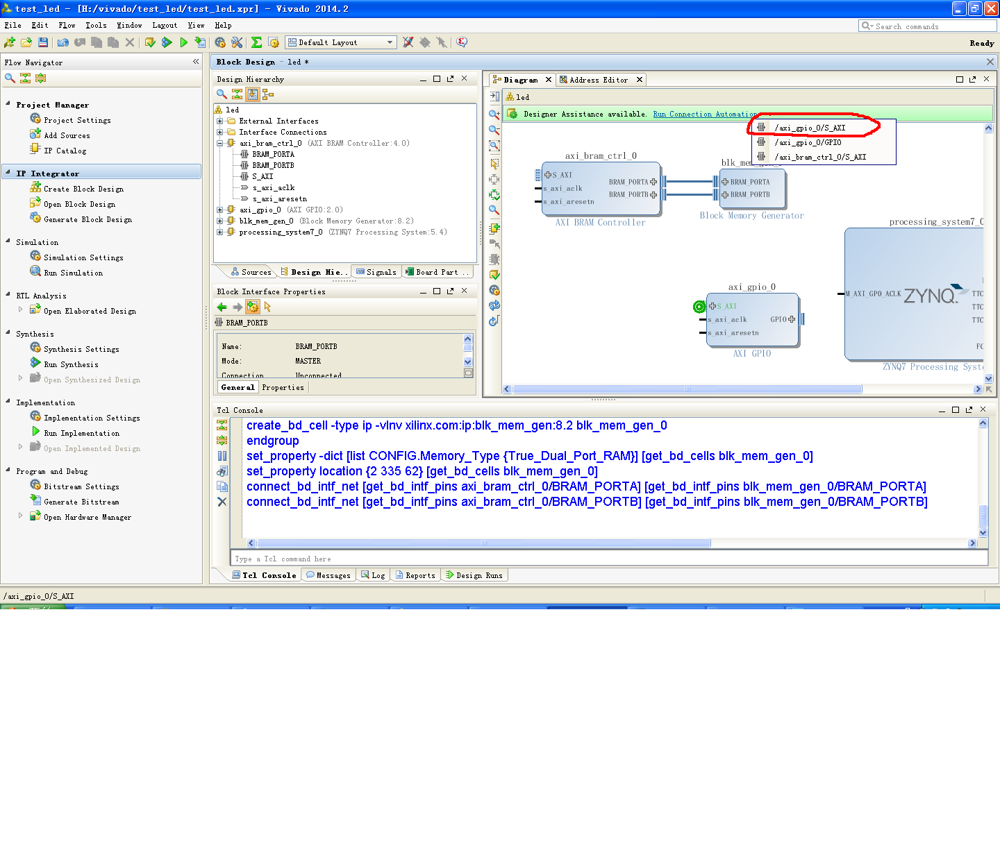 test_led - [H:/vivado/test_led/test_led.xpr] - Vivado 2014.2
File Edit Flow Tools Window Layout View Help
Search commands
Default Layout
Ready
Flow Navigator
Project Manager
Project Settings
Add Sources
IP Catalog
IP Integrator
Create Block Design
Open Block Design
Generate Block Design
Simulation
Simulation Settings
Run Simulation
RTL Analysis
Open Elaborated Design
Synthesis
Synthesis Settings
Run Synthesis
Open Synthesized Design
Implementation
Implementation Settings
Run Implementation
Open Implemented Design
Program and Debug
Bitstream Settings
Generate Bitstream
Open Hardware Manager
Block Design - led *
Design Hierarchy
led
External Interfaces
Interface Connections
axi_bram_ctrl_0 (AXI BRAM Controller:4.0)
BRAM_PORTA
BRAM_PORTB
S_AXI
s_axi_aclk
s_axi_aresetn
axi_gpio_0 (AXI GPIO:2.0)
blk_mem_gen_0 (Block Memory Generator:8.2)
processing_system7_0 (ZYNQ7 Processing System:5.4)
Sources Design Hie.. Signals Board Part ..
Block Interface Properties
BRAM_PORTB
Name: BRAM_PORTB
Mode: MASTER
Connection Unconnected
General Properties
Diagram Address Editor
led
Designer Assistance available. Run Connection Automation
/axi_gpio_0/S_AXI
/axi_gpio_0/GPIO
/axi_bram_ctrl_0/S_AXI
axi_bram_ctrl_0
S_AXI
s_axi_aclk
s_axi_aresetn
BRAM_PORTA
BRAM_PORTB
AXI BRAM Controller
BRAM_PORTA
BRAM_PORTB
Block Memory Generator
axi_gpio_0
S_AXI
s_axi_aclk
s_axi_aresetn
GPIO
AXI GPIO
processing_system7_0
M_AXI_GP0_ACLK
ZYNQ
TTC
TTC
TTC
ZYNQ7 Processing Syste
Tcl Console
create_bd_cell -type ip -vlnv xilinx.com:ip:blk_mem_gen:8.2 blk_mem_gen_0
endgroup
set_property -dict [list CONFIG.Memory_Type {True_Dual_Port_RAM}] [get_bd_cells blk_mem_gen_0]
set_property location {2 335 62} [get_bd_cells blk_mem_gen_0]
connect_bd_intf_net [get_bd_intf_pins axi_bram_ctrl_0/BRAM_PORTA] [get_bd_intf_pins blk_mem_gen_0/BRAM_PORTA]
connect_bd_intf_net [get_bd_intf_pins axi_bram_ctrl_0/BRAM_PORTB] [get_bd_intf_pins blk_mem_gen_0/BRAM_PORTB]
Type a Tcl command here
Tcl Console Messages Log Reports Design Runs
/axi_gpio_0/S_AXI